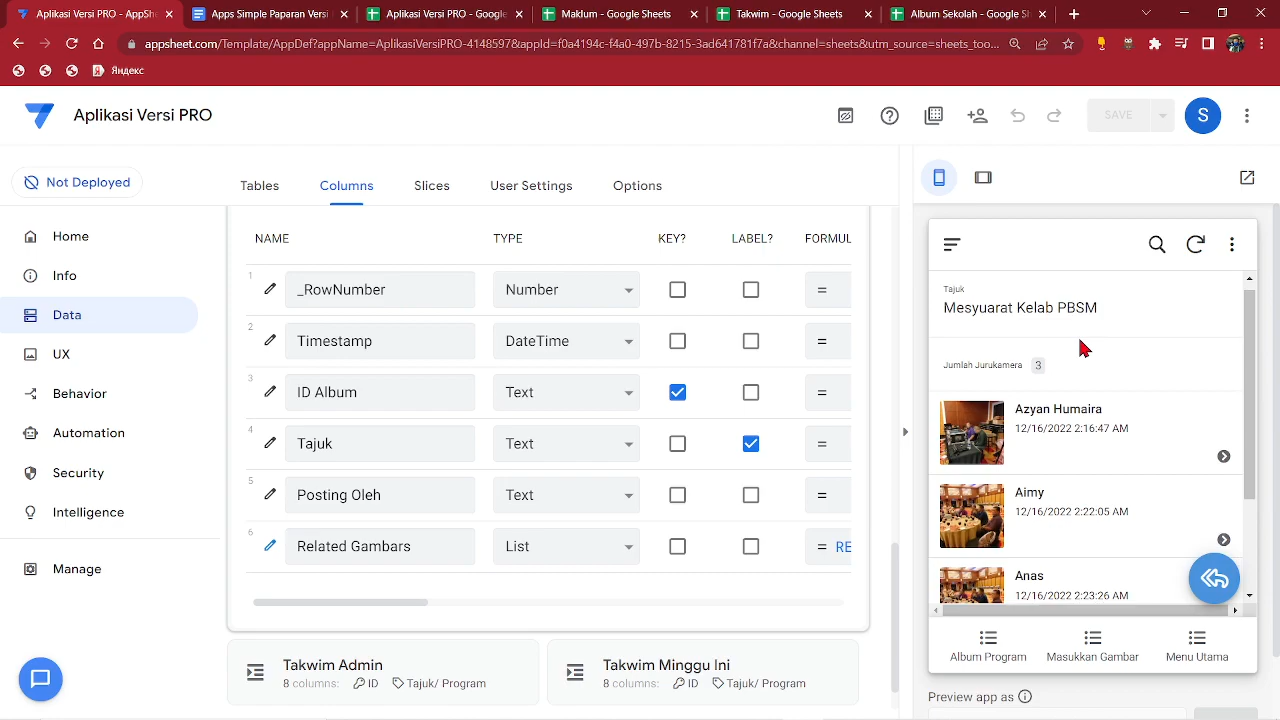 Aplikasi Versi PRO - AppShe
Apps Simple Paparan Versi
Aplikasi Versi PRO - Google
Maklum - Google Sheets
Takwim - Google Sheets
Album Sekolah - Google Sh
appsheet.com/Template/AppDef?appName=AplikasiVersiPRO-4148597&appId=f0a4194c-f4a0-497b-8215-3ad641781f7a&channel=sheets&utm_source=sheets_too...
Яндекс
Aplikasi Versi PRO
SAVE
S
Not Deployed
Tables
Columns
Slices
User Settings
Options
Home
Info
Data
UX
Behavior
Automation
Security
Intelligence
Manage
NAME TYPE KEY? LABEL? FORMUL
1 _RowNumber Number =
2 Timestamp DateTime =
3 ID Album Text =
4 Tajuk Text =
5 Posting Oleh Text =
6 Related Gambars List = RE
Takwim Admin
8 columns: ID Tajuk/ Program
Takwim Minggu Ini
8 columns: ID Tajuk/ Program
Tajuk
Mesyuarat Kelab PBSM
Jumlah Jurukamera 3
Azyan Humaira
12/16/2022 2:16:47 AM
Aimy
12/16/2022 2:22:05 AM
Anas
12/16/2022 2:23:26 AM
Album Program
Masukkan Gambar
Menu Utama
Preview app as